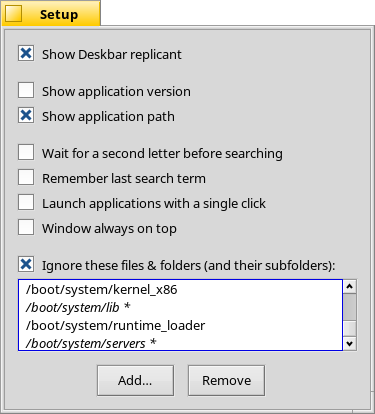 Setup
Show Deskbar replicant
Show application version
Show application path
Wait for a second letter before searching
Remember last search term
Launch applications with a single click
Window always on top
Ignore these files & folders (and their subfolders):
/boot/system/kernel_x86
/boot/system/lib *
/boot/system/runtime_loader
/boot/system/servers *
Add...
Remove